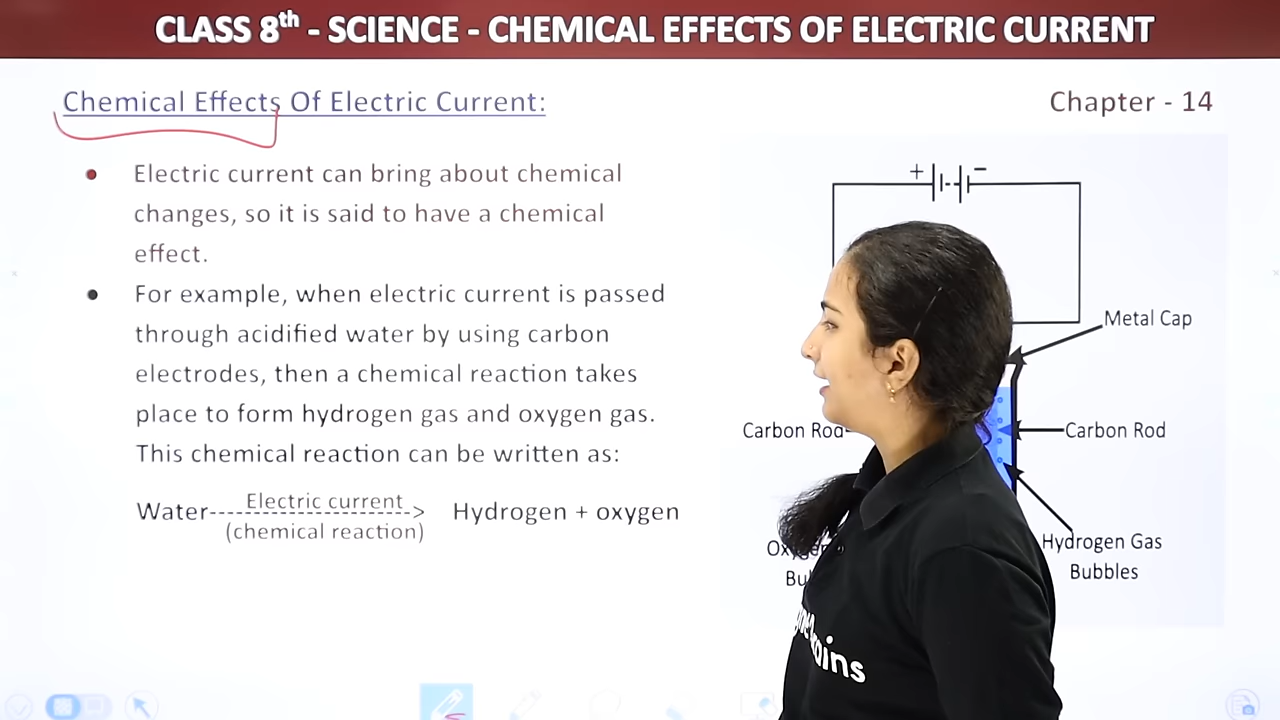 CLASS 8th - SCIENCE - CHEMICAL EFFECTS OF ELECTRIC CURRENT
Chemical Effects Of Electric Current:
Chapter - 14
Electric current can bring about chemical
changes, so it is said to have a chemical
effect.
For example, when electric current is passed
through acidified water by using carbon
electrodes, then a chemical reaction takes
place to form hydrogen gas and oxygen gas.
This chemical reaction can be written as:
Electric current
Water--------------------> Hydrogen + oxygen
(chemical reaction)
+ -
Metal Cap
Carbon Rod
Carbon Rod
Hydrogen Gas
Bubbles